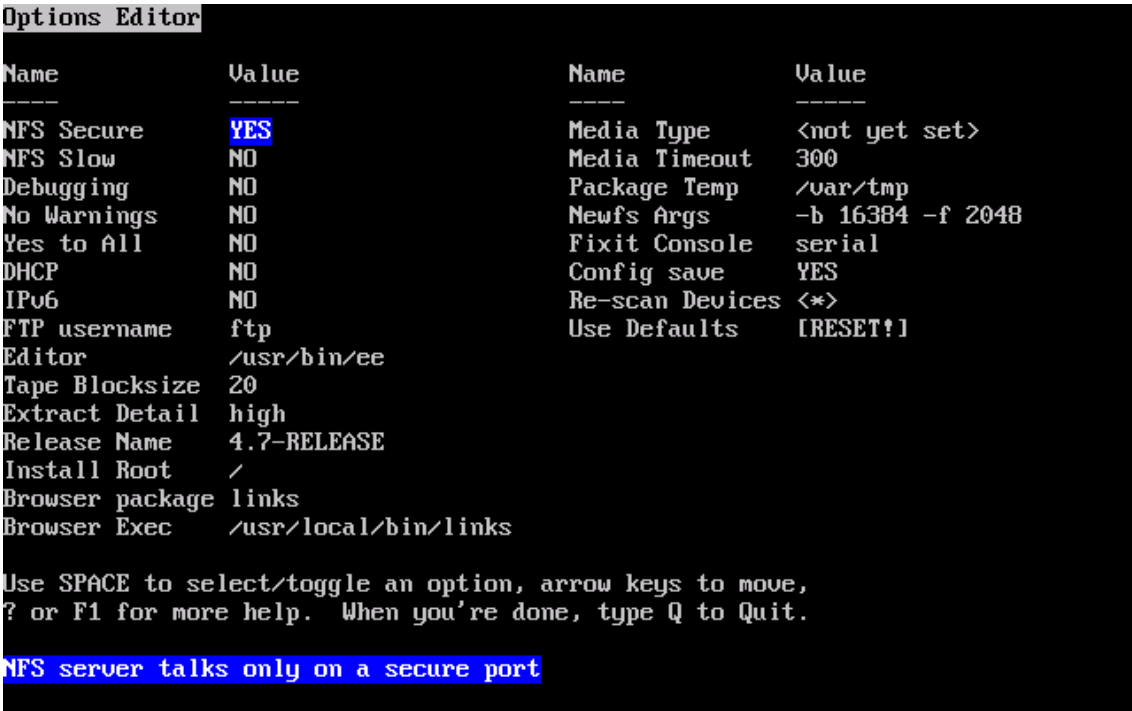 Options Editor
Name Value Name Value
---- ----- ---- -----
NFS Secure YES Media Type <not yet set>
NFS Slow NO Media Timeout 300
Debugging NO Package Temp /var/tmp
No Warnings NO Newfs Args -b 16384 -f 2048
Yes to All NO Fixit Console serial
DHCP NO Config save YES
IPv6 NO Re-scan Devices <*>
FTP username ftp Use Defaults [RESET!]
Editor /usr/bin/ee
Tape Blocksize 20
Extract Detail high
Release Name 4.7-RELEASE
Install Root /
Browser package links
Browser Exec /usr/local/bin/links
Use SPACE to select/toggle an option, arrow keys to move,
? or F1 for more help. When you're done, type Q to Quit.
NFS server talks only on a secure port